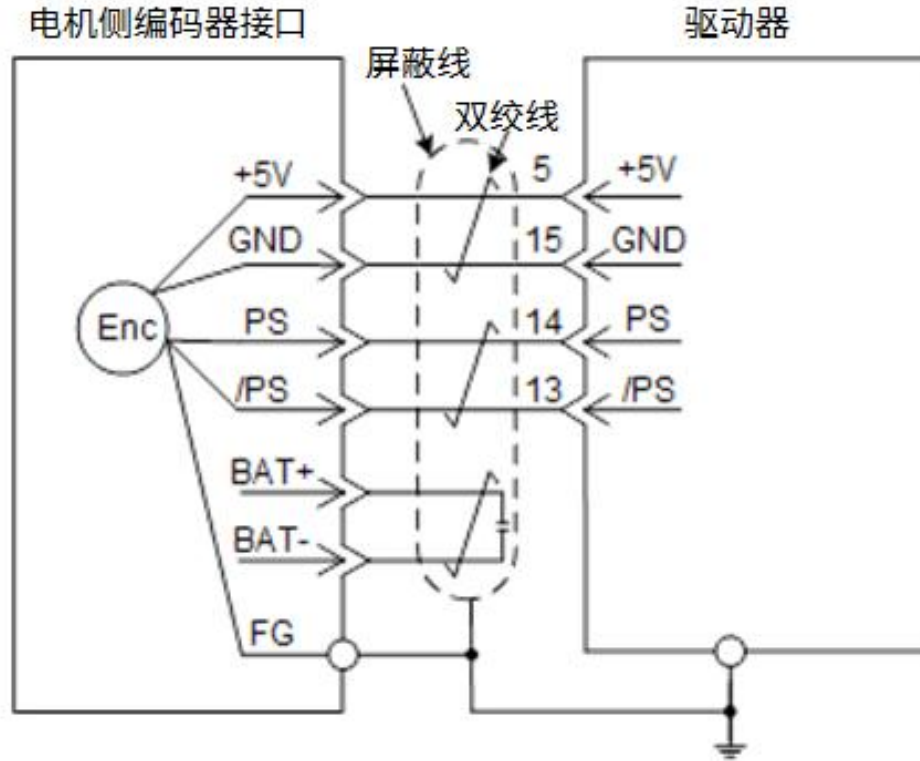 电机侧编码器接口
驱动器
屏蔽线
双绞线
+5V 5 +5V
GND 15 GND
Enc
PS 14 PS
/PS 13 /PS
BAT+
BAT-
FG